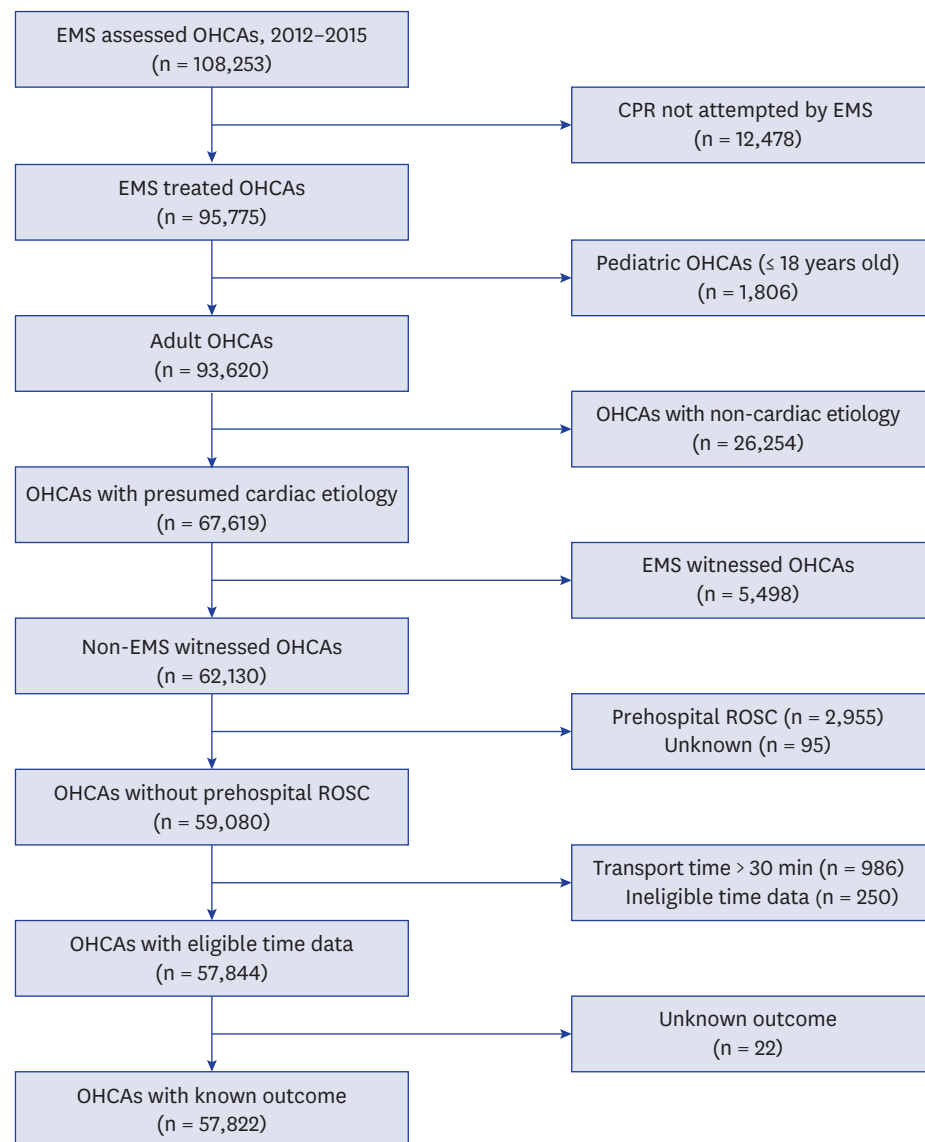 EMS assessed OHCAs, 2012–2015
(n = 108,253)
CPR not attempted by EMS
(n = 12,478)
EMS treated OHCAs
(n = 95,775)
Pediatric OHCAs (≤ 18 years old)
(n = 1,806)
Adult OHCAs
(n = 93,620)
OHCAs with non-cardiac etiology
(n = 26,254)
OHCAs with presumed cardiac etiology
(n = 67,619)
EMS witnessed OHCAs
(n = 5,498)
Non-EMS witnessed OHCAs
(n = 62,130)
Prehospital ROSC (n = 2,955)
Unknown (n = 95)
OHCAs without prehospital ROSC
(n = 59,080)
Transport time > 30 min (n = 986)
Ineligible time data (n = 250)
OHCAs with eligible time data
(n = 57,844)
Unknown outcome
(n = 22)
OHCAs with known outcome
(n = 57,822)